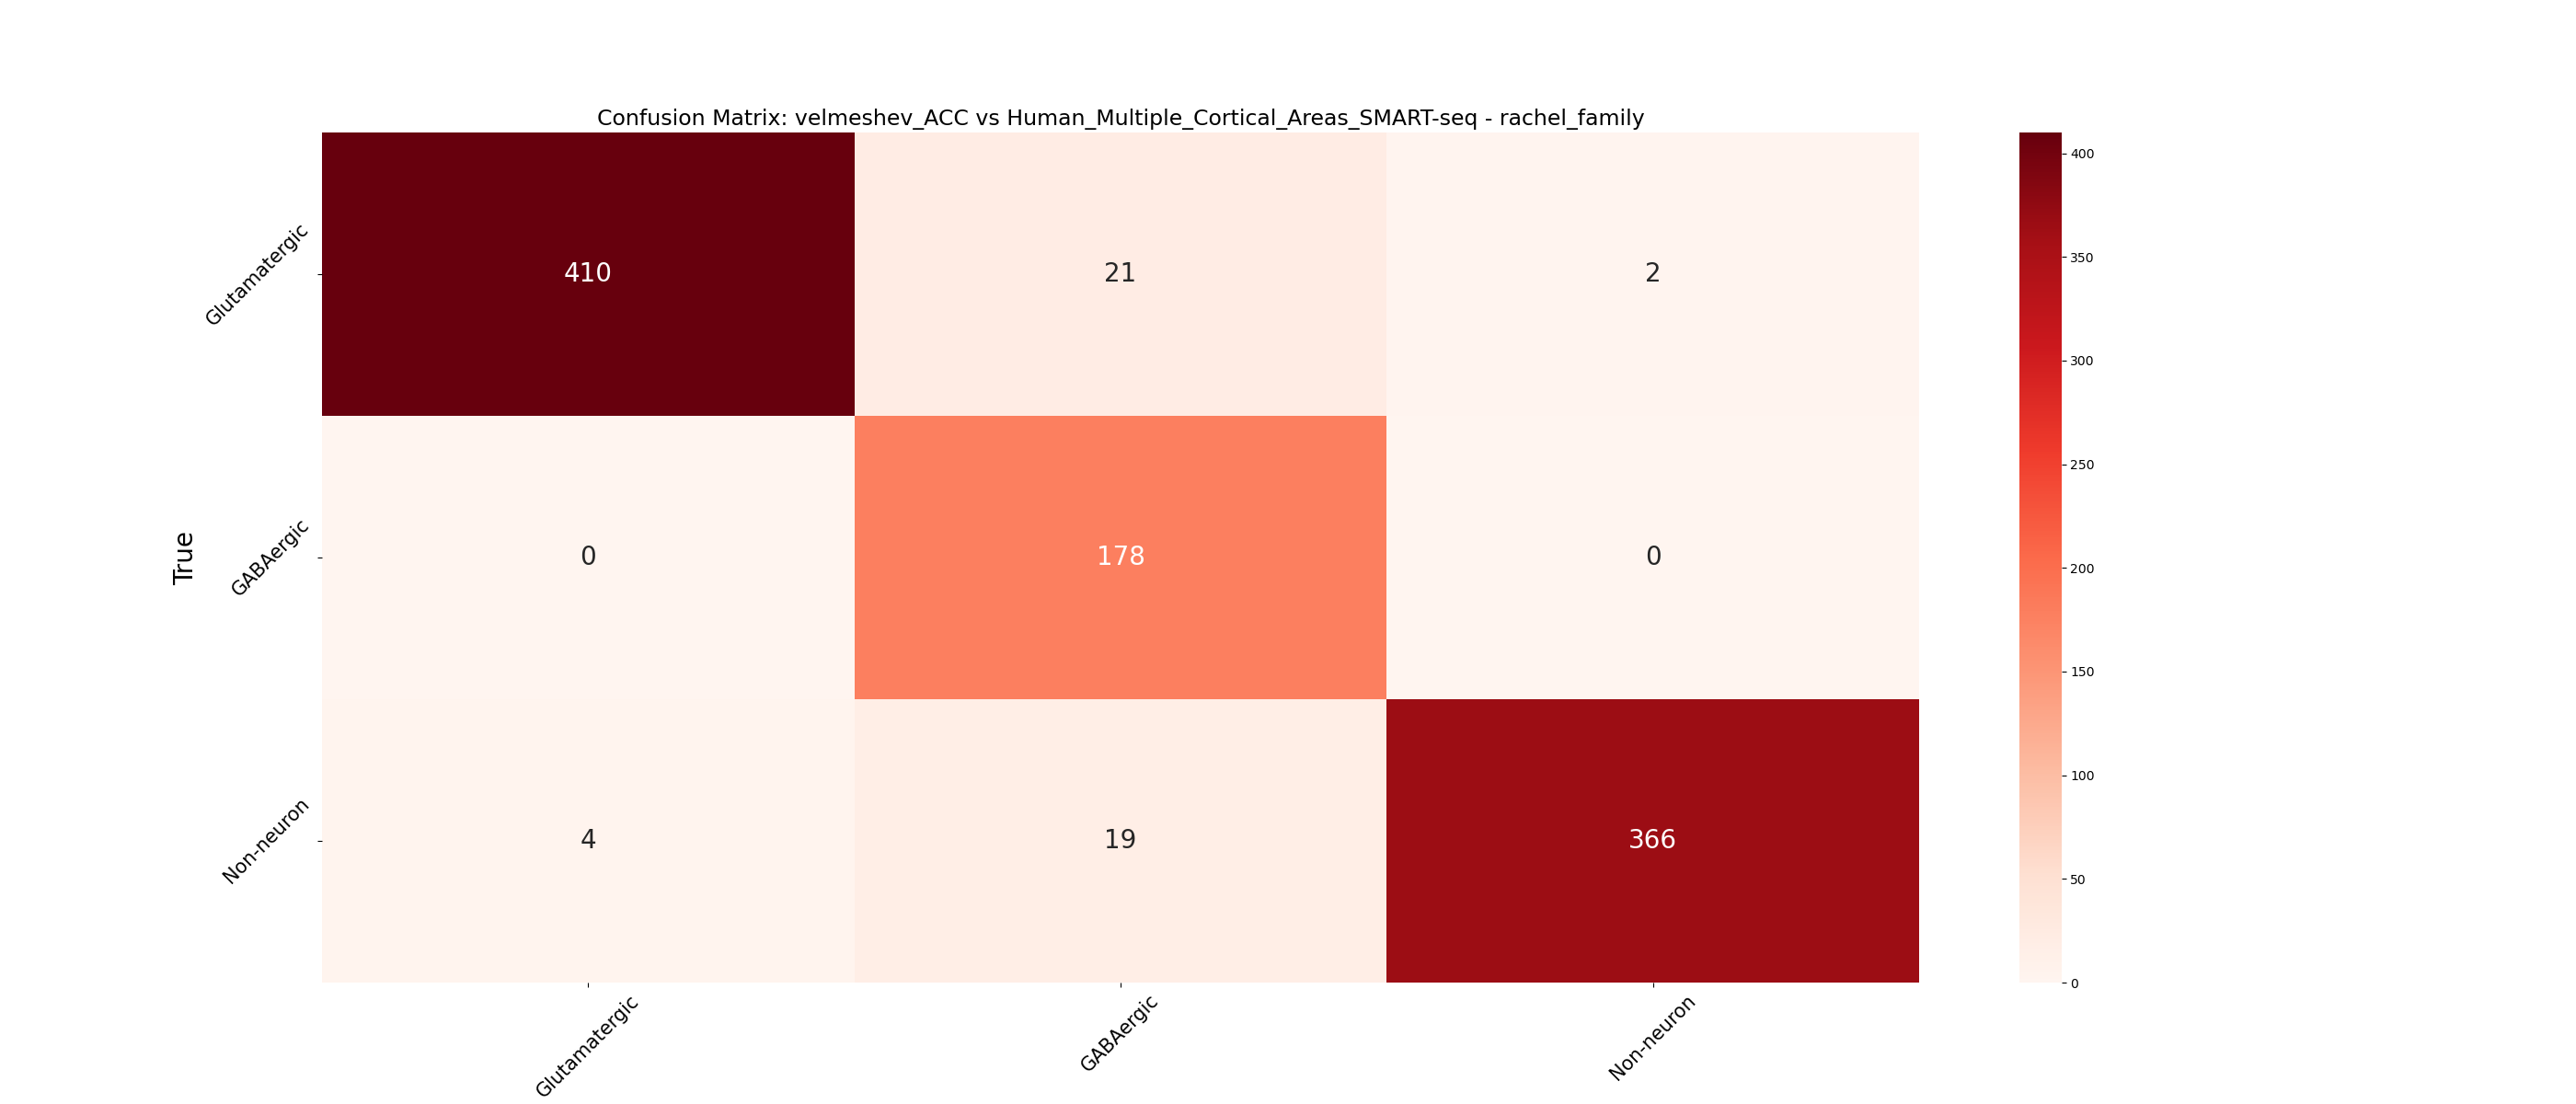 Confusion Matrix: velmeshev_ACC vs Human_Multiple_Cortical_Areas_SMART-seq - rachel_family
True
Glutamatergic
410
21
2
GABAergic
0
178
0
Non-neuron
4
19
366
Glutamatergic
GABAergic
Non-neuron
400
350
300
250
200
150
100
50
0